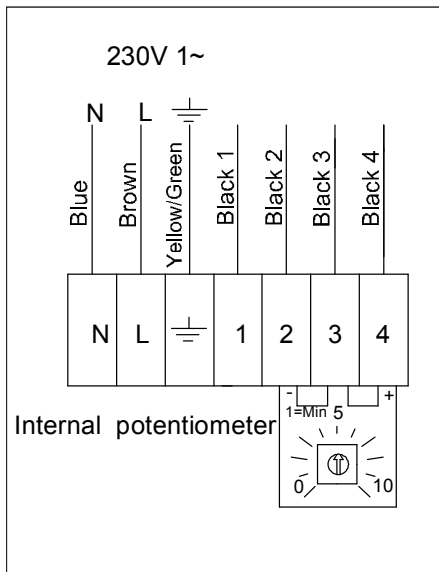 230V 1~
N L
Blue
Brown
Yellow/Green
Black 1
Black 2
Black 3
Black 4
N L 1 2 3 4
- +
1=Min 5
Internal potentiometer
0 10